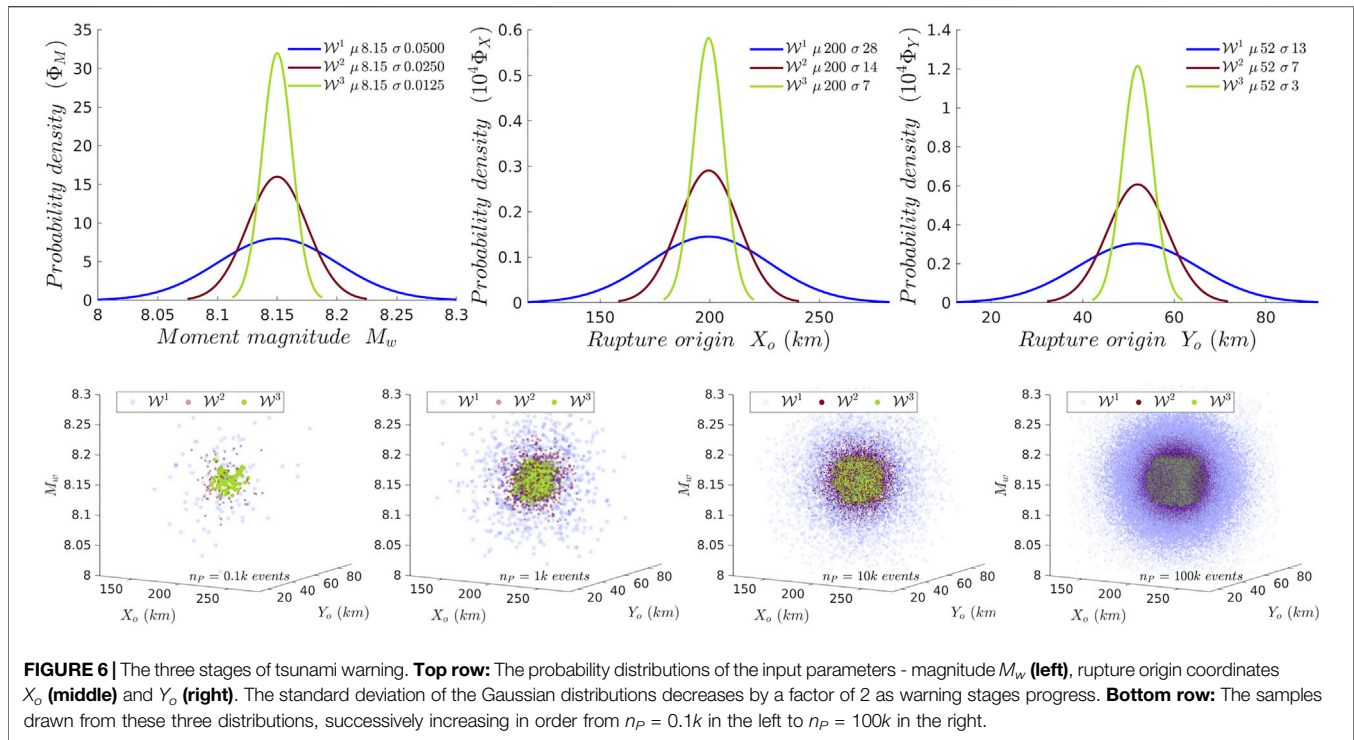 35
30
25
20
15
10
5
0
Probability density (Φ_M)
𝒲¹ μ 8.15 σ 0.0500
𝒲² μ 8.15 σ 0.0250
𝒲³ μ 8.15 σ 0.0125
8 8.05 8.1 8.15 8.2 8.25 8.3
Moment magnitude M_w
0.6
0.5
0.4
0.3
0.2
0.1
0
Probability density (10⁴Φ_X)
𝒲¹ μ 200 σ 28
𝒲² μ 200 σ 14
𝒲³ μ 200 σ 7
150 200 250
Rupture origin X_o (km)
1.4
1.2
1
0.8
0.6
0.4
0.2
0
Probability density (10⁴Φ_Y)
𝒲¹ μ 52 σ 13
𝒲² μ 52 σ 7
𝒲³ μ 52 σ 3
20 40 60 80
Rupture origin Y_o (km)
𝒲¹ 𝒲² 𝒲³
8.3
8.25
8.2
8.15
8.1
8.05
8
M_w
n_P = 0.1k events
150 200 250
X_o (km)
20 40 60 80
Y_o (km)
𝒲¹ 𝒲² 𝒲³
8.3
8.25
8.2
8.15
8.1
8.05
8
M_w
n_P = 1k events
150 200 250
X_o (km)
20 40 60 80
Y_o (km)
𝒲¹ 𝒲² 𝒲³
8.3
8.25
8.2
8.15
8.1
8.05
8
M_w
n_P = 10k events
150 200 250
X_o (km)
20 40 60 80
Y_o (km)
𝒲¹ 𝒲² 𝒲³
8.3
8.25
8.2
8.15
8.1
8.05
8
M_w
n_P = 100k events
150 200 250
X_o (km)
20 40 60 80
Y_o (km)
FIGURE 6 | The three stages of tsunami warning. Top row: The probability distributions of the input parameters - magnitude M_w (left), rupture origin coordinates
X_o (middle) and Y_o (right). The standard deviation of the Gaussian distributions decreases by a factor of 2 as warning stages progress. Bottom row: The samples
drawn from these three distributions, successively increasing in order from n_P = 0.1k in the left to n_P = 100k in the right.